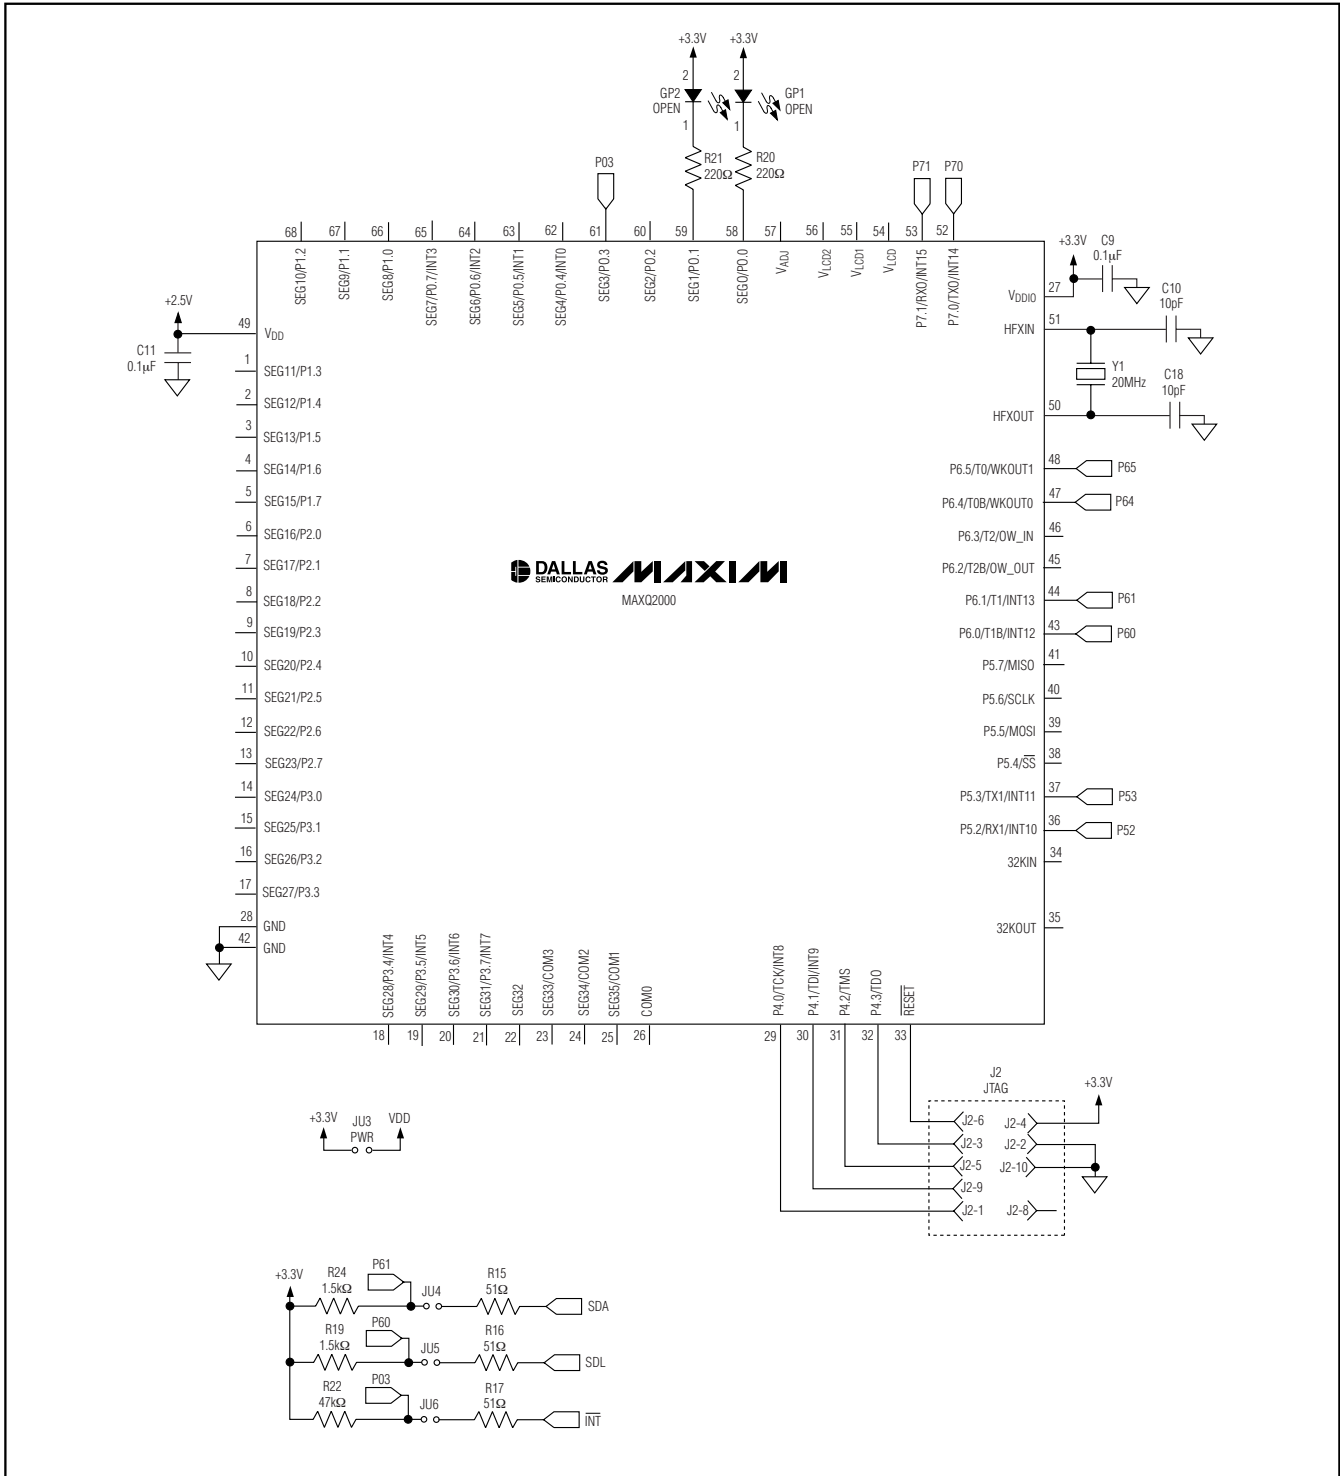 +3.3V +3.3V
2 2
GP2
OPEN
GP1
OPEN
1 1
R21
220Ω
R20
220Ω
P03
P71 P70
68 67 66 65 64 63 62 61 60 59 58 57 56 55 54 53 52
SEG10/P1.2
SEG9/P1.1
SEG8/P1.0
SEG7/P0.7/INT3
SEG6/P0.6/INT2
SEG5/P0.5/INT1
SEG4/P0.4/INT0
SEG3/PO.3
SEG2/PO.2
SEG1/PO.1
SEG0/PO.0
VADJ
VLCD2
VLCD1
VLCD
P7.1/RX0/INT15
P7.0/TX0/INT14
+2.5V
C11
0.1µF
49 VDD
1 SEG11/P1.3
2 SEG12/P1.4
3 SEG13/P1.5
4 SEG14/P1.6
5 SEG15/P1.7
6 SEG16/P2.0
7 SEG17/P2.1
8 SEG18/P2.2
9 SEG19/P2.3
10 SEG20/P2.4
11 SEG21/P2.5
12 SEG22/P2.6
13 SEG23/P2.7
14 SEG24/P3.0
15 SEG25/P3.1
16 SEG26/P3.2
17 SEG27/P3.3
28 GND
42 GND
DALLAS
SEMICONDUCTOR
MAXIM
MAXQ2000
+3.3V
C9
0.1µF
VDDIO 27
C10
10pF
HFXIN 51
Y1
20MHz
C18
10pF
HFXOUT 50
P6.5/T0/WKOUT1 48 P65
P6.4/T0B/WKOUT0 47 P64
P6.3/T2/OW_IN 46
P6.2/T2B/OW_OUT 45
P6.1/T1/INT13 44 P61
P6.0/T1B/INT12 43 P60
P5.7/MISO 41
P5.6/SCLK 40
P5.5/MOSI 39
P5.4/SS 38
P5.3/TX1/INT11 37 P53
P5.2/RX1/INT10 36 P52
32KIN 34
32KOUT 35
SEG28/P3.4/INT4
SEG29/P3.5/INT5
SEG30/P3.6/INT6
SEG31/P3.7/INT7
SEG32
SEG33/COM3
SEG34/COM2
SEG35/COM1
COM0
P4.0/TCK/INT8
P4.1/TDI/INT9
P4.2/TMS
P4.3/TDO
RESET
18 19 20 21 22 23 24 25 26 29 30 31 32 33
J2
JTAG
+3.3V
J2-6 J2-4
J2-3 J2-2
J2-5 J2-10
J2-9
J2-1 J2-8
+3.3V JU3 VDD
PWR
+3.3V
R24
1.5kΩ
P61
JU4
R15
51Ω
SDA
R19
1.5kΩ
P60
JU5
R16
51Ω
SDL
R22
47kΩ
P03
JU6
R17
51Ω
INT